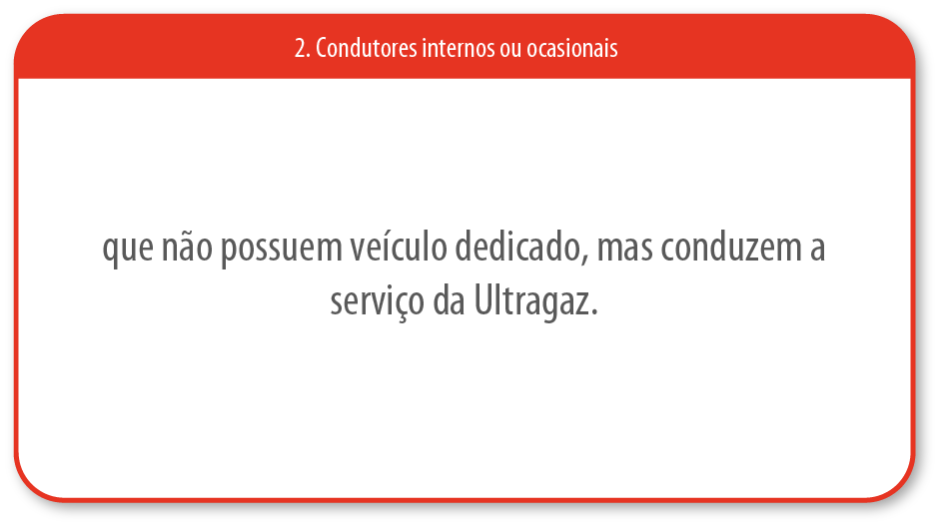 2. Condutores internos ou ocasionais
que não possuem veículo dedicado, mas conduzem a
serviço da Ultragaz.